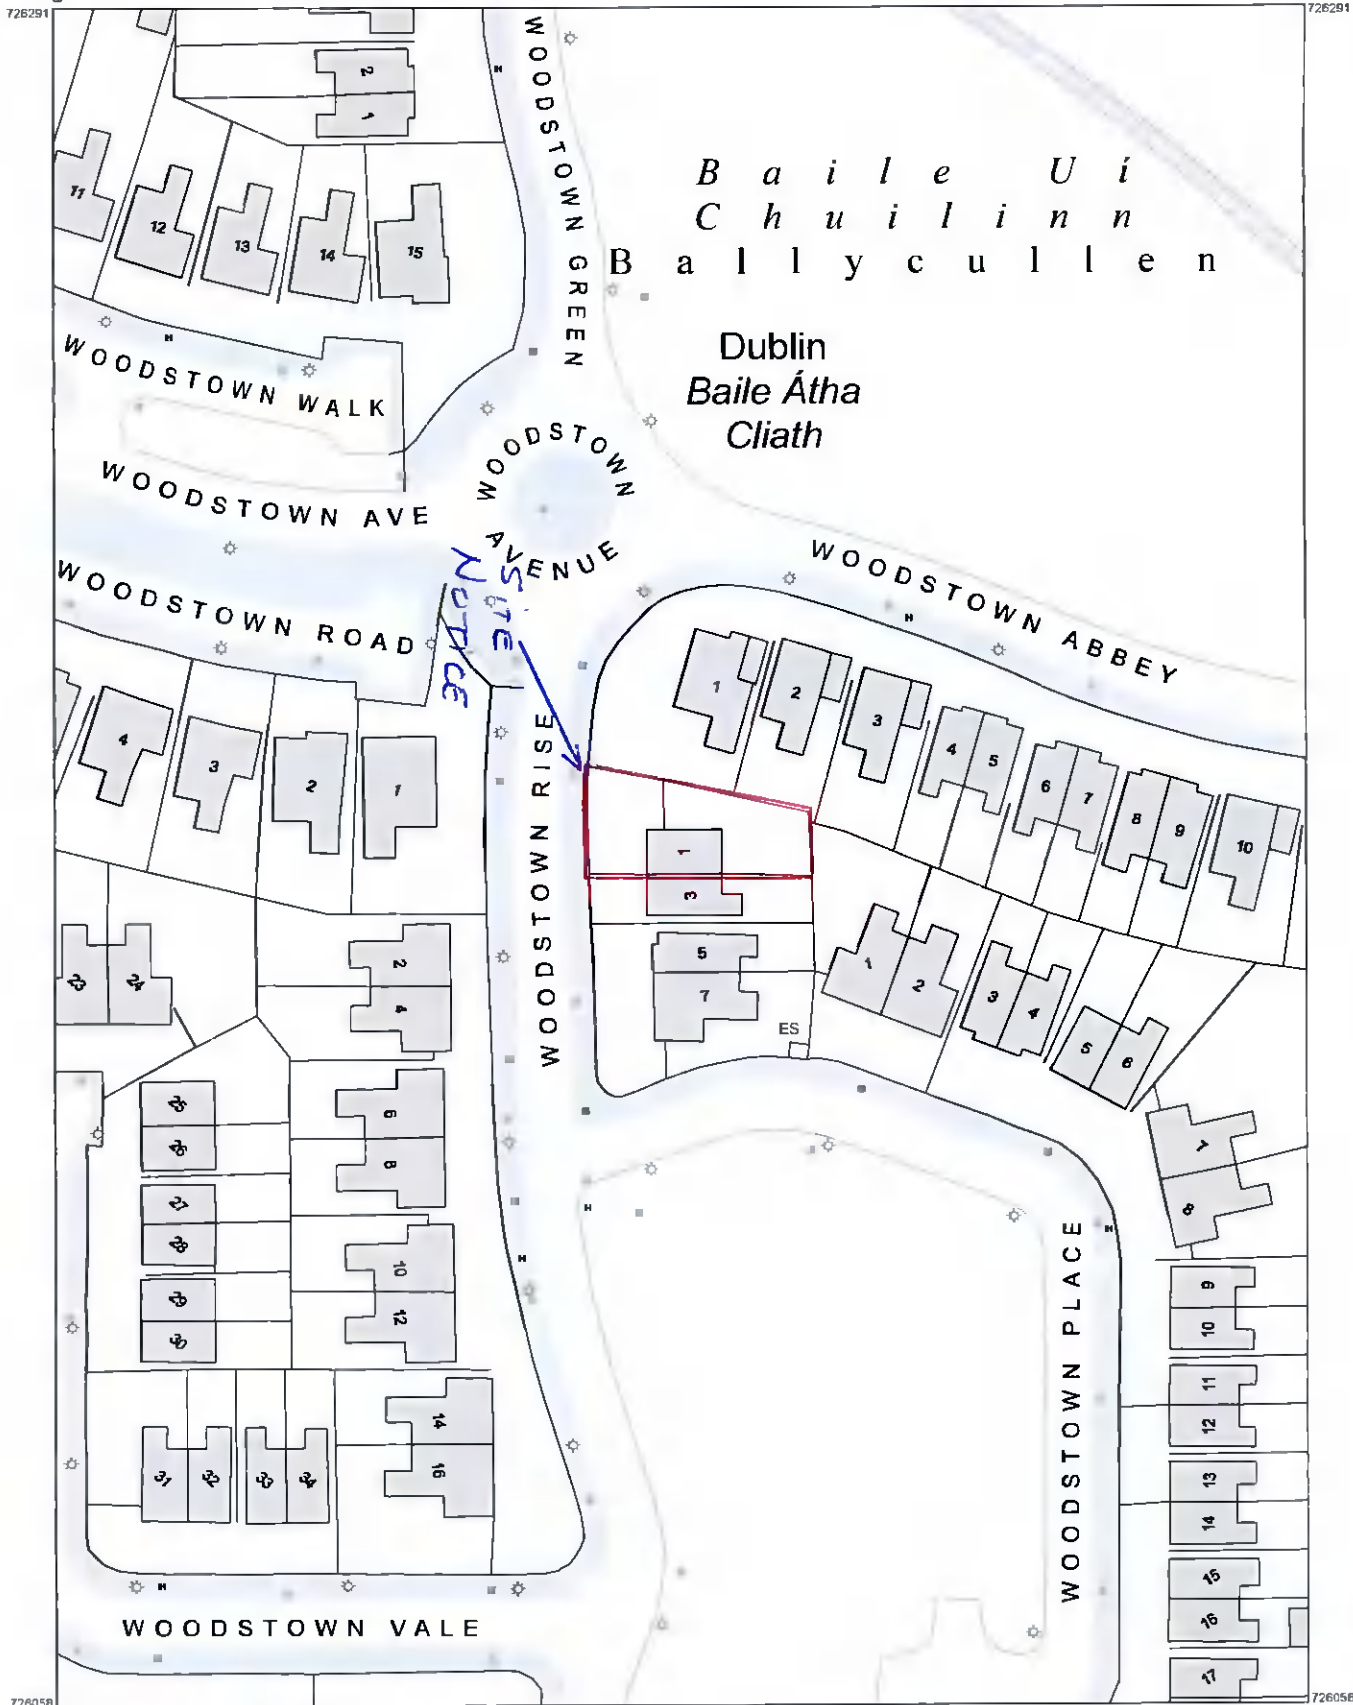 726291
726291
WOODSTOWN GREEN
2
1
11
12
13
14
15
Baile Uí
Chuilinn
Ballycullen
Dublin
Baile Átha
Cliath
WOODSTOWN WALK
WOODSTOWN AVE
WOODSTOWN
AVENUE
WOODSTOWN ROAD
SITE
NOTICE
WOODSTOWN ABBEY
1
2
3
4
5
6
7
8
9
10
4
3
2
1
WOODSTOWN RISE
1
3
5
7
ES
1
2
3
4
5
6
7
8
23
24
2
4
6
8
10
12
14
16
25
26
27
28
29
30
31
32
33
34
WOODSTOWN PLACE
9
10
11
12
13
14
15
16
17
WOODSTOWN VALE
H
H
H
H
H
H
H
726058
726058